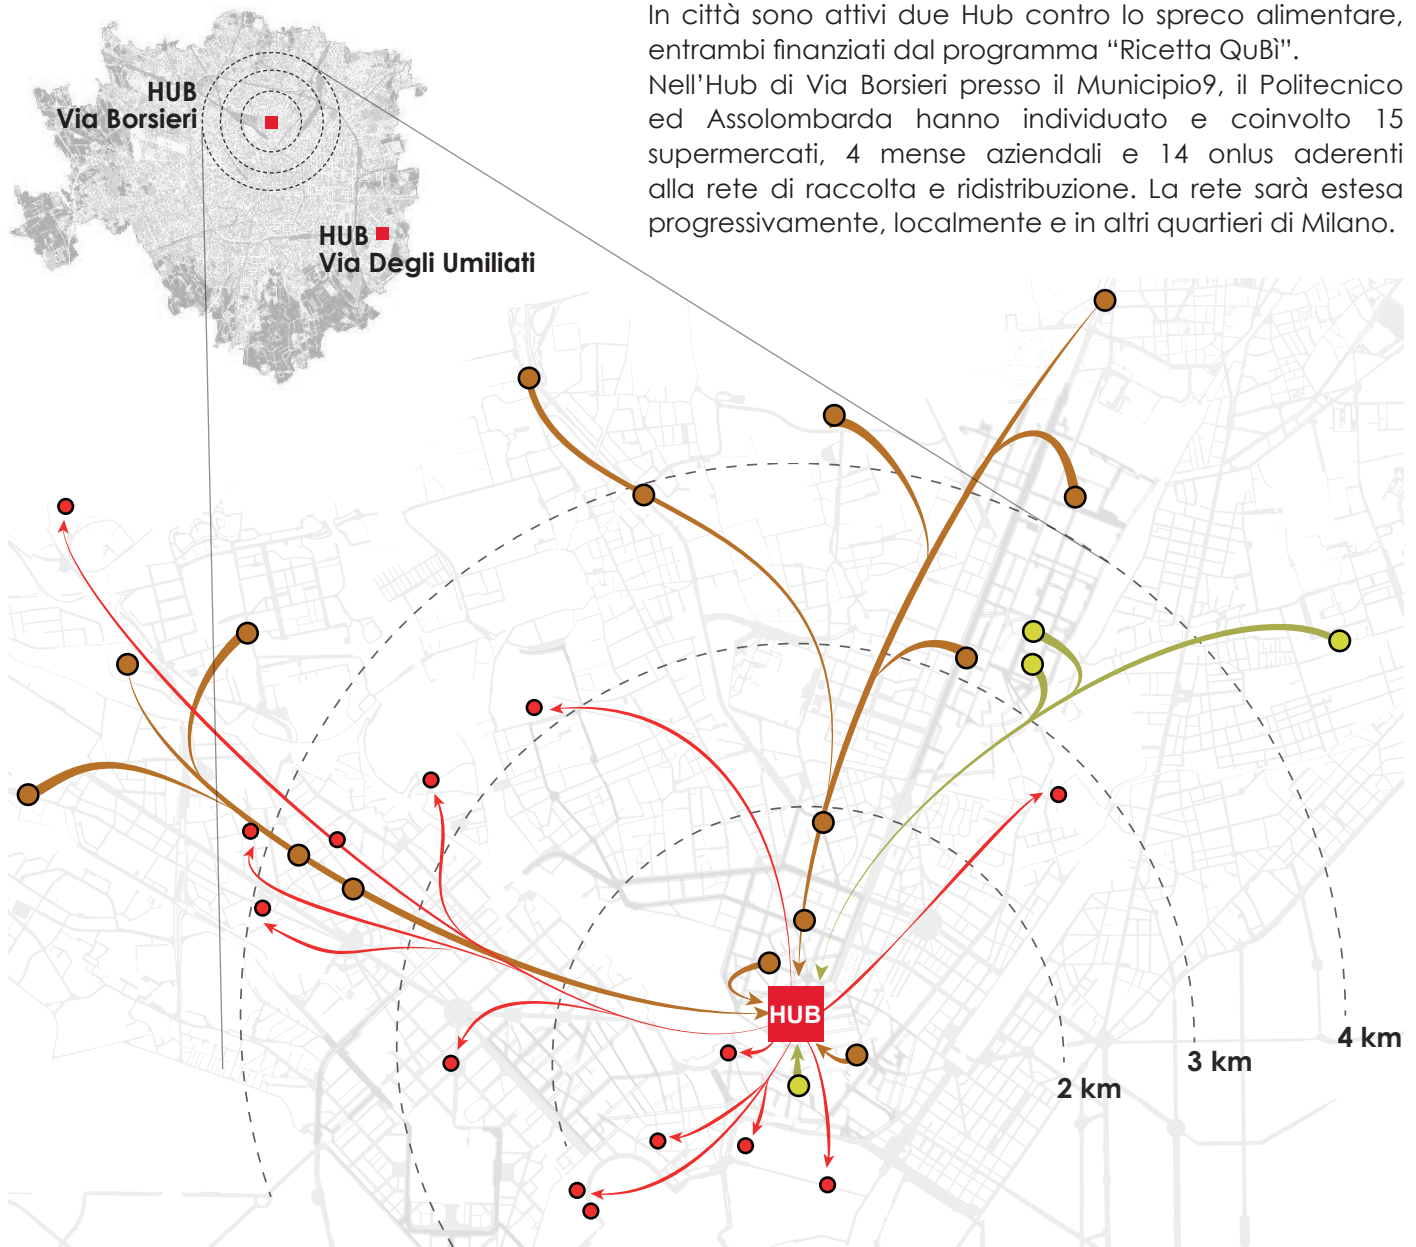 In città sono attivi due Hub contro lo spreco alimentare,
entrambi finanziati dal programma “Ricetta QuBì”.
Nell’Hub di Via Borsieri presso il Municipio9, il Politecnico
ed Assolombarda hanno individuato e coinvolto 15
supermercati, 4 mense aziendali e 14 onlus aderenti
alla rete di raccolta e ridistribuzione. La rete sarà estesa
progressivamente, localmente e in altri quartieri di Milano.
HUB
Via Borsieri
HUB
Via Degli Umiliati
HUB
4 km
3 km
2 km